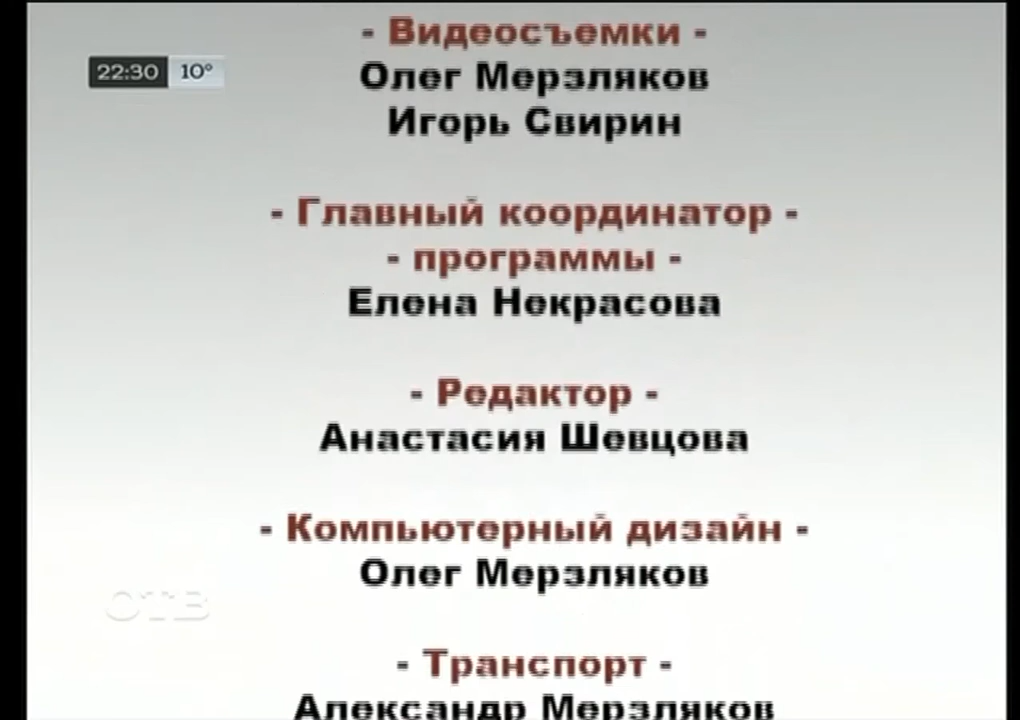 - Видеосъемки -
22:30 10°
Олег Мерзляков
Игорь Свирин
- Главный координатор -
- программы -
Елена Некрасова
- Редактор -
Анастасия Шевцова
- Компьютерный дизайн -
Олег Мерзляков
ОТВ
- Транспорт -
Александр Мерзляков